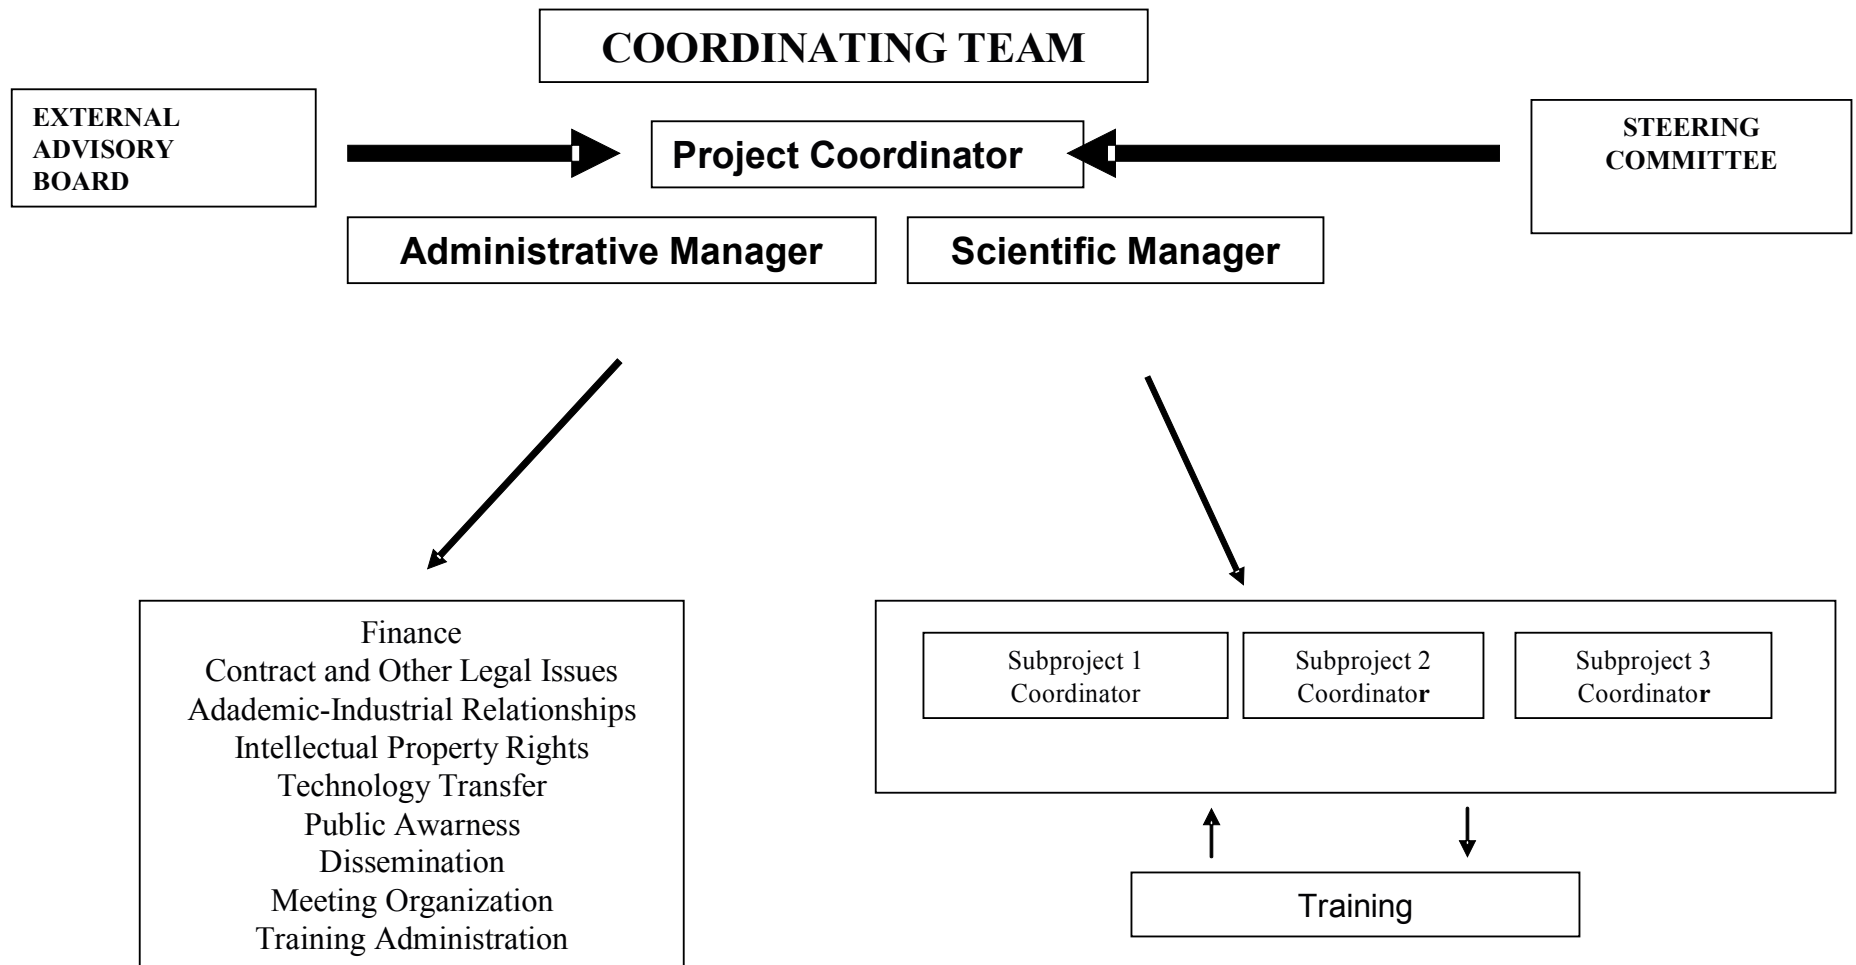 COORDINATING TEAM
EXTERNAL
ADVISORY
BOARD
Project Coordinator
STEERING
COMMITTEE
Administrative Manager
Scientific Manager
Finance
Contract and Other Legal Issues
Adademic-Industrial Relationships
Intellectual Property Rights
Technology Transfer
Public Awarness
Dissemination
Meeting Organization
Training Administration
Subproject 1
Coordinator
Subproject 2
Coordinator
Subproject 3
Coordinator
Training